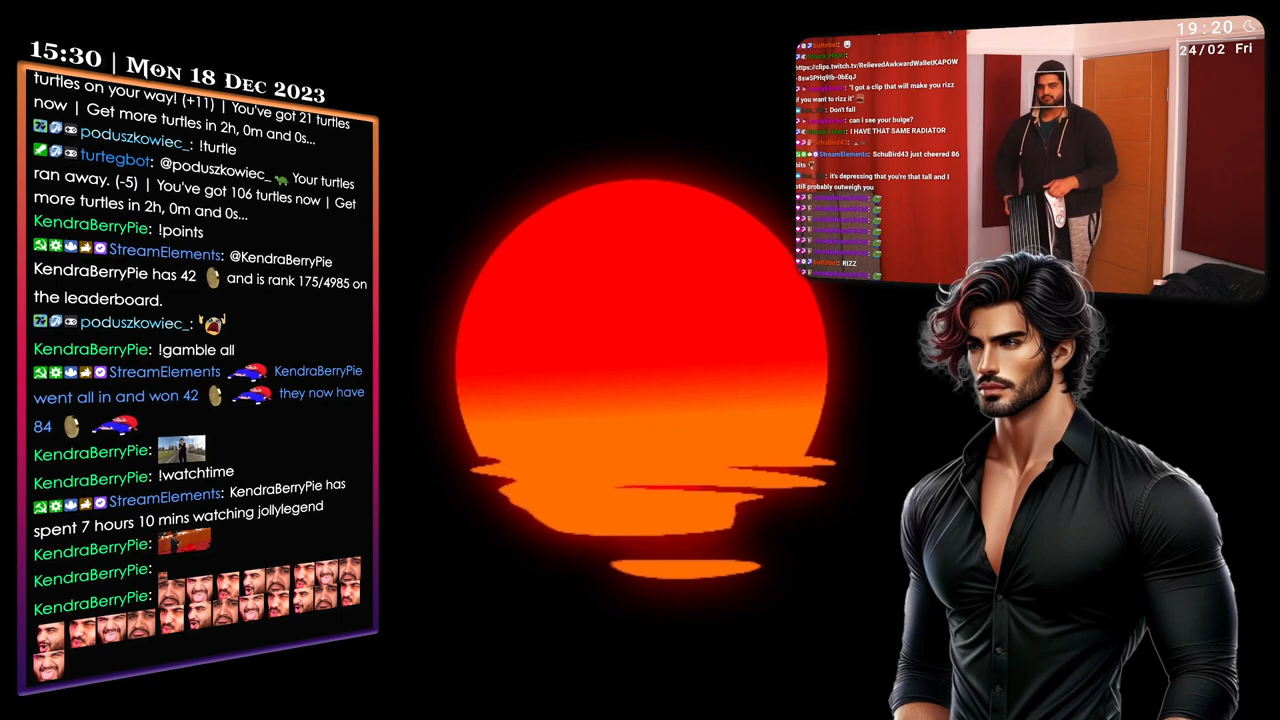 15:30 | Mon 18 Dec 2023
turtles on your way! (+11) | You've got 21 turtles
now | Get more turtles in 2h, 0m and 0s...
poduszkowiec_: !turtle
turtegbot: @poduszkowiec_ Your turtles
ran away. (-5) | You've got 106 turtles now | Get
more turtles in 2h, 0m and 0s...
KendraBerryPie: !points
StreamElements: @KendraBerryPie
KendraBerryPie has 42 and is rank 175/4985 on
the leaderboard.
poduszkowiec_:
KendraBerryPie: !gamble all
StreamElements KendraBerryPie
went all in and won 42 they now have
84
KendraBerryPie:
KendraBerryPie: !watchtime
StreamElements: KendraBerryPie has
spent 7 hours 10 mins watching jollylegend
KendraBerryPie:
KendraBerryPie:
KendraBerryPie:
19:20
24/02 Fri
buttsbot:
https://clips.twitch.tv/RelievedAwkwardWalletKAPOW
-8sw5PHq9Ib-0bEqJ
"I got a clip that will make you rizz
if you want to rizz it"
Don't fall
can i see your bulge?
I HAVE THAT SAME RADIATOR
SchuBird43:
StreamElements: SchuBird43 just cheered 86
bits
it's depressing that you're that tall and I
still probably outweigh you
buttsbot: RIZZ